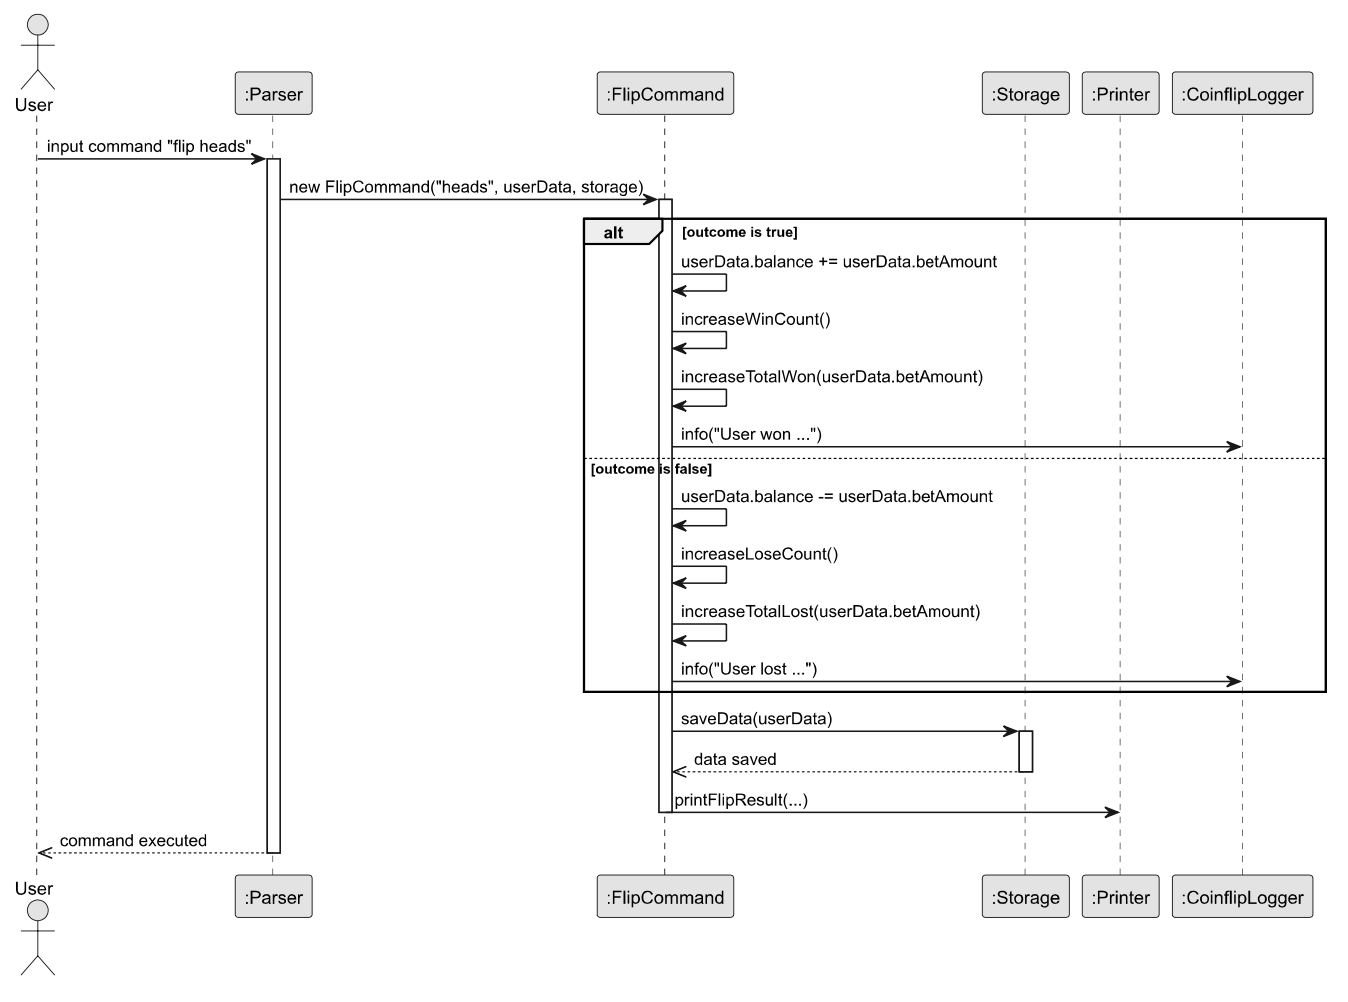 User
:Parser
:FlipCommand
:Storage
:Printer
:CoinflipLogger
input command "flip heads"
new FlipCommand("heads", userData, storage)
alt
[outcome is true]
userData.balance += userData.betAmount
increaseWinCount()
increaseTotalWon(userData.betAmount)
info("User won ...")
[outcome is false]
userData.balance -= userData.betAmount
increaseLoseCount()
increaseTotalLost(userData.betAmount)
info("User lost ...")
saveData(userData)
data saved
printFlipResult(...)
command executed
User
:Parser
:FlipCommand
:Storage
:Printer
:CoinflipLogger